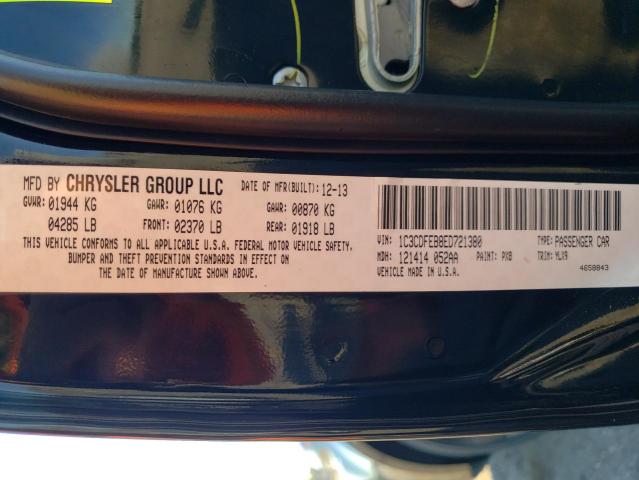 MFD BY CHRYSLER GROUP LLC DATE OF MFR(BUILT): 12-13
GVWR: 01944 KG GAWR: 01076 KG GAWR: 00870 KG
04285 LB FRONT: 02370 LB REAR: 01918 LB
THIS VEHICLE CONFORMS TO ALL APPLICABLE U.S.A. FEDERAL MOTOR VEHICLE SAFETY,
BUMPER AND THEFT PREVENTION STANDARDS IN EFFECT ON
THE DATE OF MANUFACTURE SHOWN ABOVE.
VIN: 1C3CDFEB8ED721380 TYPE: PASSENGER CAR
MDH: 121414 052AA PAINT: PX8 TRIM: YLX9
VEHICLE MADE IN U.S.A. 4658843